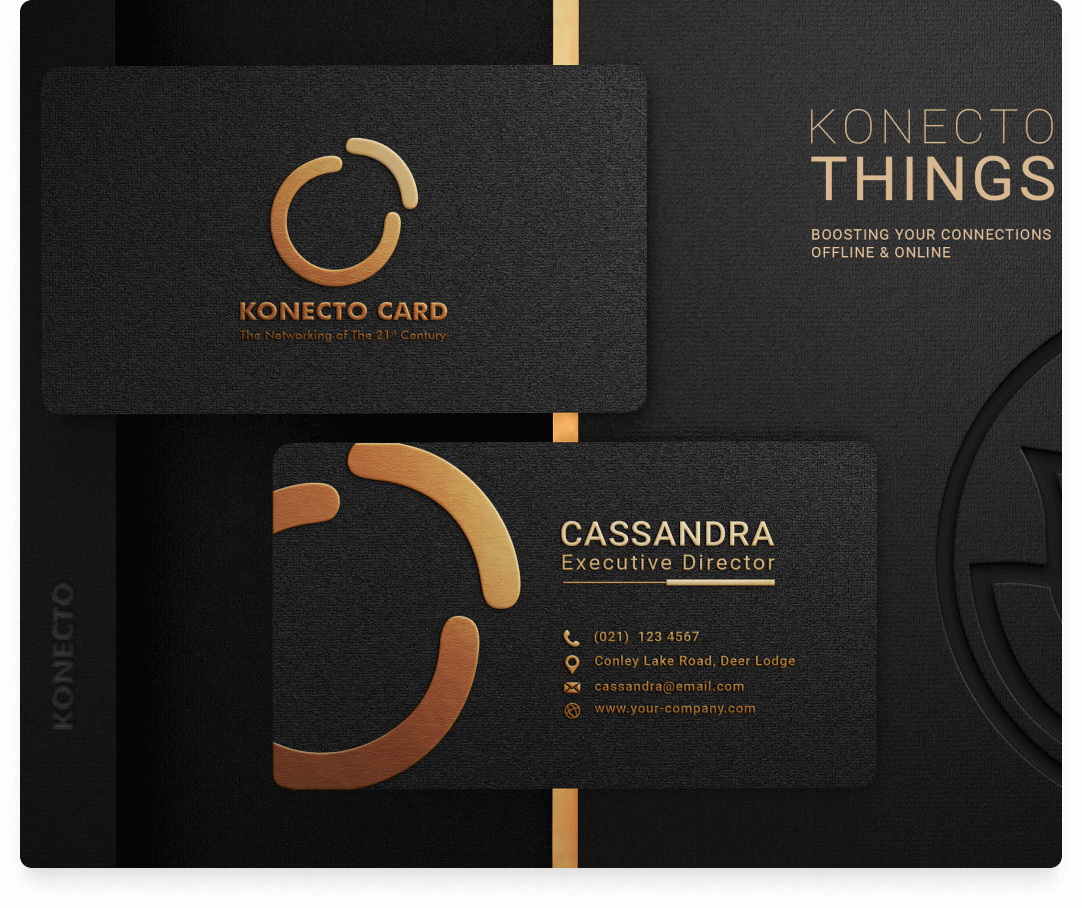 KONECTO
THINGS
BOOSTING YOUR CONNECTIONS
OFFLINE & ONLINE
KONECTO CARD
The Networking of The 21st Century
CASSANDRA
Executive Director
(021) 123 4567
Conley Lake Road, Deer Lodge
cassandra@email.com
www.your-company.com
KONECTO